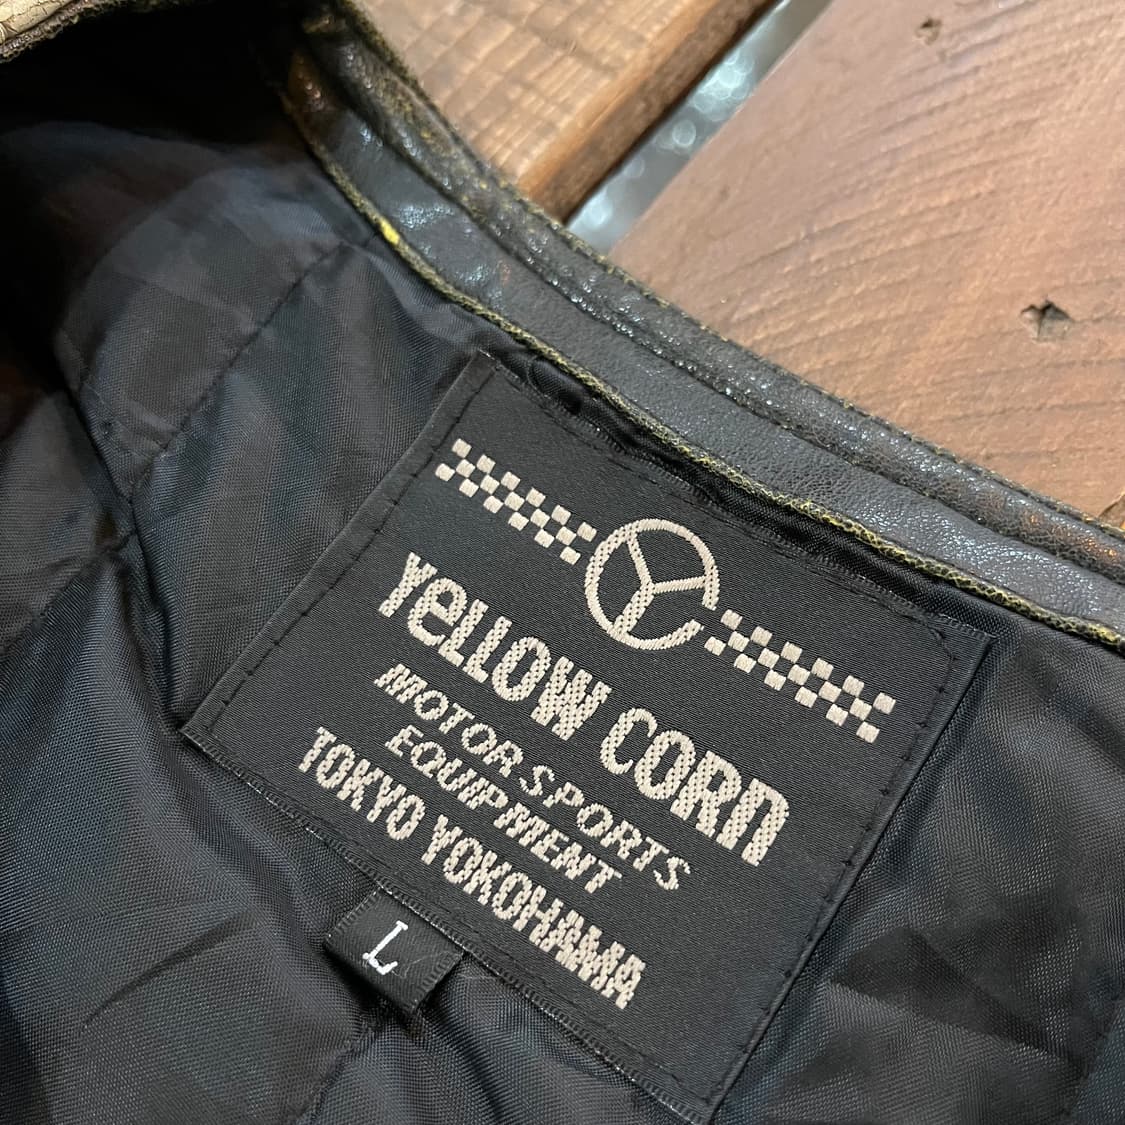 YeLLOW CORn
MOTOR SPORTS
EQUIPMENT
TOKYO YOKOHAMA
L